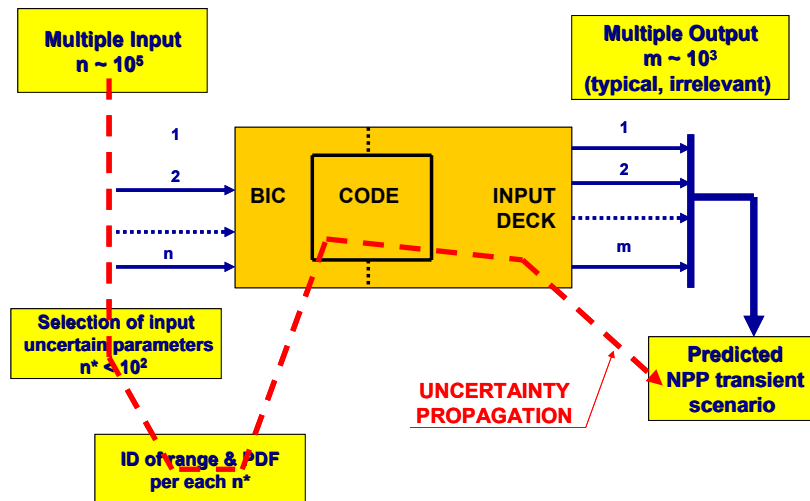 Multiple Input
n ~ 10⁵
Multiple Output
m ~ 10³
(typical, irrelevant)
1
2
n
BIC
CODE
INPUT
DECK
1
2
m
Selection of input
uncertain parameters
n* < 10²
ID of range & PDF
per each n*
UNCERTAINTY
PROPAGATION
Predicted
NPP transient
scenario